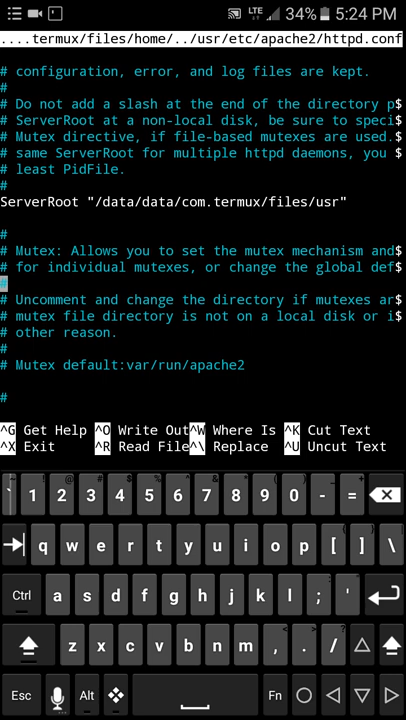 LTE 34% 5:24 PM
....termux/files/home/../usr/etc/apache2/httpd.conf
# configuration, error, and log files are kept.
#
# Do not add a slash at the end of the directory p$
# ServerRoot at a non-local disk, be sure to speci$
# Mutex directive, if file-based mutexes are used.$
# same ServerRoot for multiple httpd daemons, you $
# least PidFile.
#
ServerRoot "/data/data/com.termux/files/usr"
#
# Mutex: Allows you to set the mutex mechanism and$
# for individual mutexes, or change the global def$
#
# Uncomment and change the directory if mutexes ar$
# mutex file directory is not on a local disk or i$
# other reason.
#
# Mutex default:var/run/apache2
#
^G Get Help ^O Write Out ^W Where Is ^K Cut Text
^X Exit ^R Read File ^\ Replace ^U Uncut Text
` 1 2 3 4 5 6 7 8 9 0 - =
q w e r t y u i o p [ ] \
Ctrl a s d f g h j k l ; '
z x c v b n m , . /
Esc Alt Fn